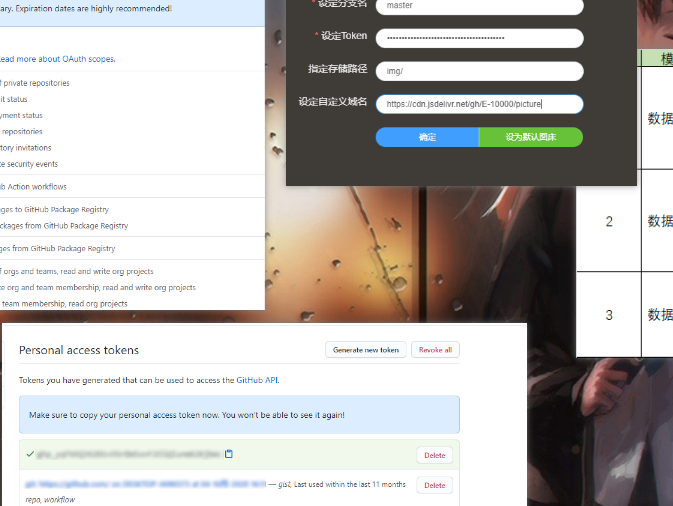 ary. Expiration dates are highly recommended!
ead more about OAuth scopes.
f private repositories
it status
yment status
repositories
tory invitations
e security events
ub Action workflows
ages to GitHub Package Registry
ackages from GitHub Package Registry
ges from GitHub Package Registry
f orgs and teams, read and write org projects
e org and team membership, read and write org projects
team membership, read org projects
* 设定分支名 master
* 设定Token ••••••••••••••••••••••••••••••••••••••••
指定存储路径 img/
设定自定义域名 https://cdn.jsdelivr.net/gh/E-10000/picture
确定 设为默认图床
模
数据
2 数据
3 数据
Personal access tokens Generate new token Revoke all
Tokens you have generated that can be used to access the GitHub API.
Make sure to copy your personal access token now. You won't be able to see it again!
Delete
— gist, Last used within the last 11 months Delete
repo, workflow